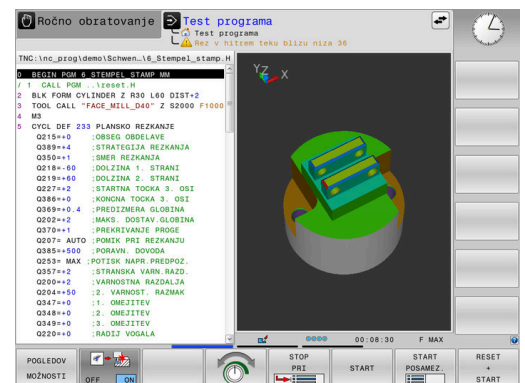 Ročno obratovanje
Test programa
Test programa
Rez v hitrem teku blizu niza 36
TNC:\nc_prog\demo\Schwen…\6_Stempel_stamp.H
0 BEGIN PGM 6_STEMPEL_STAMP MM
/ 1 CALL PGM ..\reset.H
2 BLK FORM CYLINDER Z R30 L60 DIST+2
3 TOOL CALL "FACE_MILL_D40" Z S2000 F1000
4 M3
5 CYCL DEF 233 PLANSKO REZKANJE
Q215=+0 ;OBSEG OBDELAVE
Q389=+4 ;STRATEGIJA REZKANJA
Q350=+1 ;SMER REZKANJA
Q218=-60 ;DOLZINA 1. STRANI
Q219=+60 ;DOLZINA 2. STRANI
Q227=+2 ;STARTNA TOCKA 3. OSI
Q386=+0 ;KONCNA TOCKA 3. OSI
Q369=+0.4 ;PREDIZMERA GLOBINA
Q202=+2 ;MAKS. DOSTAV.GLOBINA
Q370=+1 ;PREKRIVANJE PROGE
Q207= AUTO ;POMIK PRI REZKANJU
Q385=+500 ;PORAVN. DOVODA
Q253= MAX ;POTISK NAPR.PREDPOZ.
Q357=+2 ;STRANSKA VARN.RAZD.
Q200=+2 ;VARNOSTNA RAZDALJA
Q204=+50 ;2. VARNOST. RAZMAK
Q347=+0 ;1. OMEJITEV
Q348=+0 ;2. OMEJITEV
Q349=+0 ;3. OMEJITEV
Q220=+0 ;RADIJ VOGALA
Y Z X
00:08:30 F MAX
POGLEDOV
MOŽNOSTI
OFF ON
STOP
PRI
START
START
POSAMEZ.
RESET
+
START